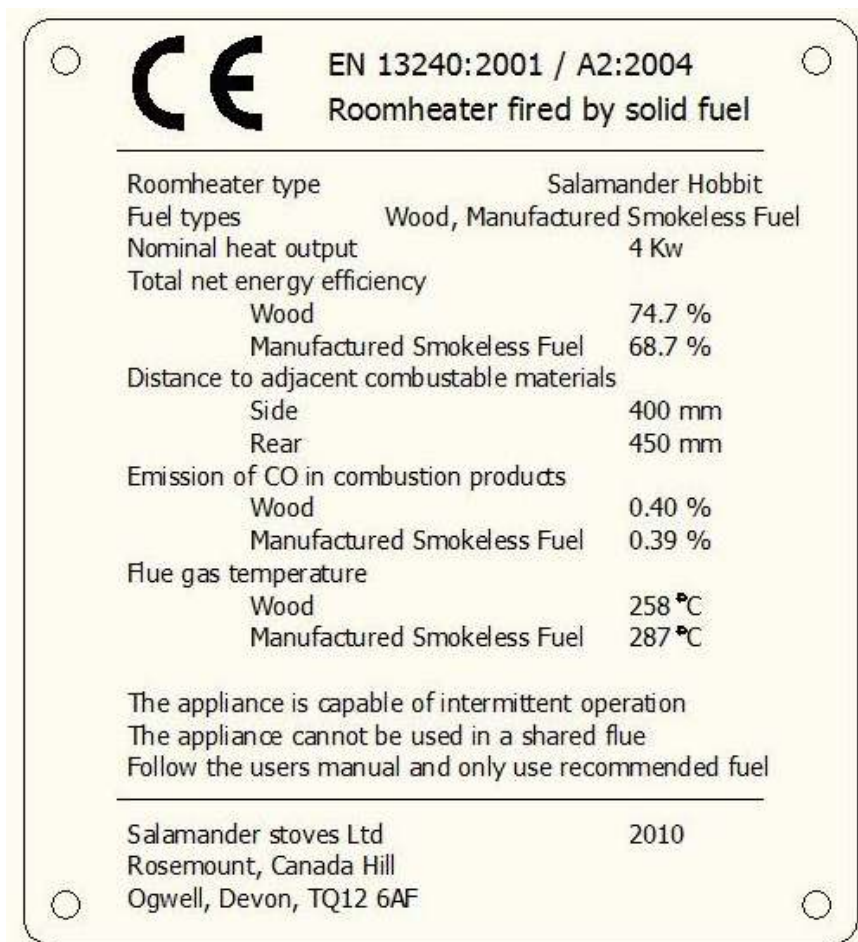 CE EN 13240:2001 / A2:2004
Roomheater fired by solid fuel
Roomheater type Salamander Hobbit
Fuel types Wood, Manufactured Smokeless Fuel
Nominal heat output 4 Kw
Total net energy efficiency
Wood 74.7 %
Manufactured Smokeless Fuel 68.7 %
Distance to adjacent combustable materials
Side 400 mm
Rear 450 mm
Emission of CO in combustion products
Wood 0.40 %
Manufactured Smokeless Fuel 0.39 %
Flue gas temperature
Wood 258 °C
Manufactured Smokeless Fuel 287 °C
The appliance is capable of intermittent operation
The appliance cannot be used in a shared flue
Follow the users manual and only use recommended fuel
Salamander stoves Ltd 2010
Rosemount, Canada Hill
Ogwell, Devon, TQ12 6AF